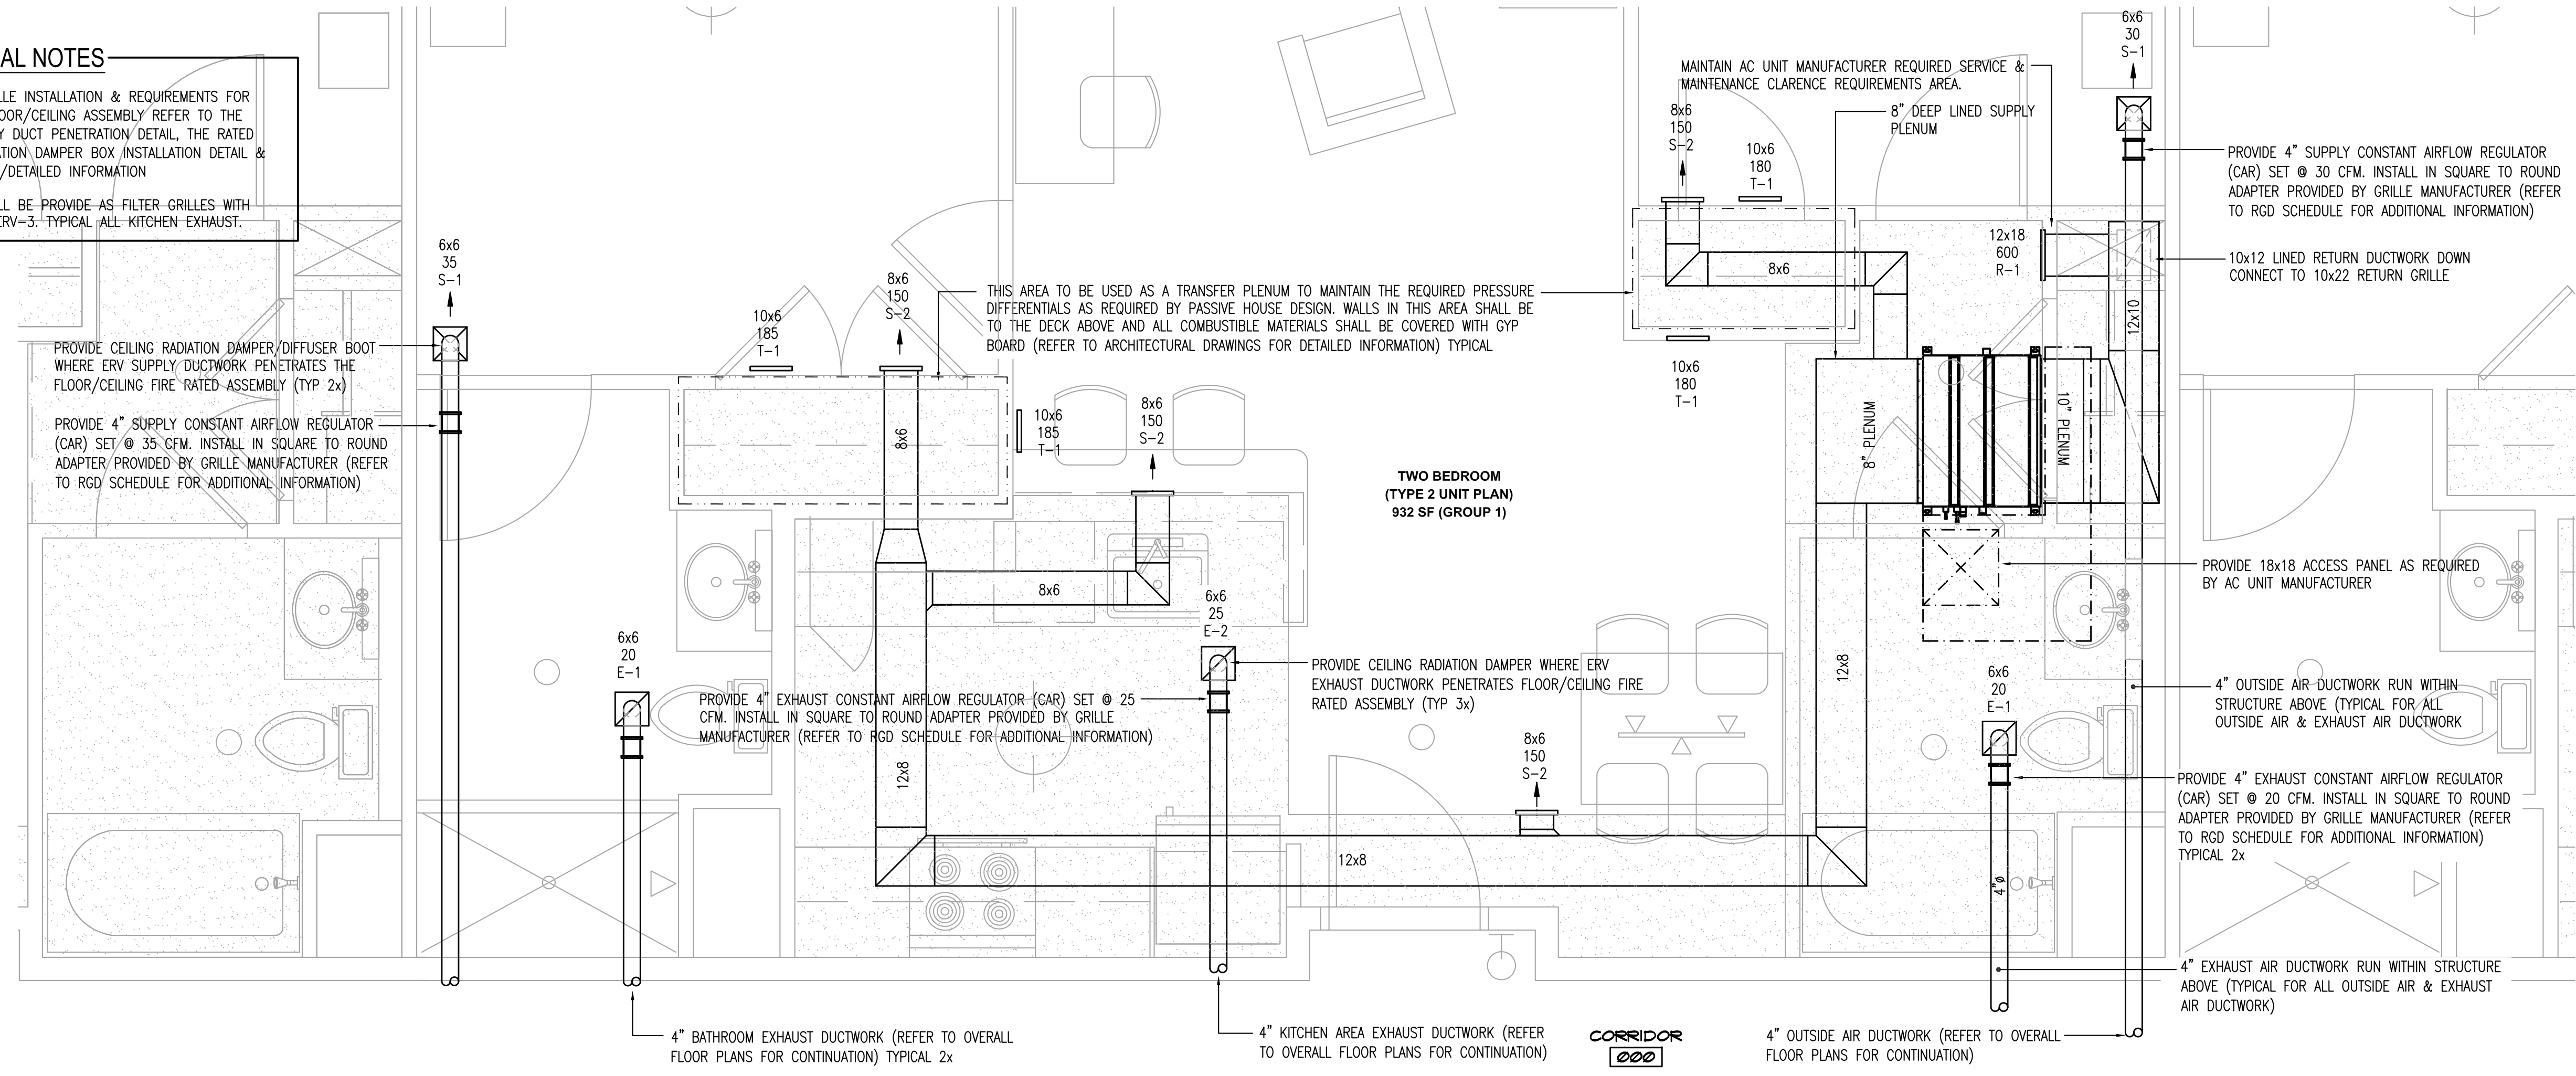 AL NOTES
LLE INSTALLATION & REQUIREMENTS FOR
OOR/CEILING ASSEMBLY REFER TO THE
Y DUCT PENETRATION DETAIL, THE RATED
ATION DAMPER BOX INSTALLATION DETAIL &
/DETAILED INFORMATION
LL BE PROVIDE AS FILTER GRILLES WITH
ERV-3. TYPICAL ALL KITCHEN EXHAUST.
6x6
35
S-1
PROVIDE CEILING RADIATION DAMPER/DIFFUSER BOOT
WHERE ERV SUPPLY DUCTWORK PENETRATES THE
FLOOR/CEILING FIRE RATED ASSEMBLY (TYP 2x)
PROVIDE 4" SUPPLY CONSTANT AIRFLOW REGULATOR
(CAR) SET @ 35 CFM. INSTALL IN SQUARE TO ROUND
ADAPTER PROVIDED BY GRILLE MANUFACTURER (REFER
TO RGD SCHEDULE FOR ADDITIONAL INFORMATION)
10x6
185
T-1
8x6
150
S-2
THIS AREA TO BE USED AS A TRANSFER PLENUM TO MAINTAIN THE REQUIRED PRESSURE
DIFFERENTIALS AS REQUIRED BY PASSIVE HOUSE DESIGN. WALLS IN THIS AREA SHALL BE
TO THE DECK ABOVE AND ALL COMBUSTIBLE MATERIALS SHALL BE COVERED WITH GYP
BOARD (REFER TO ARCHITECTURAL DRAWINGS FOR DETAILED INFORMATION) TYPICAL
8x6
10x6
185
T-1
8x6
150
S-2
8x6
6x6
20
E-1
PROVIDE 4" EXHAUST CONSTANT AIRFLOW REGULATOR (CAR) SET @ 25
CFM. INSTALL IN SQUARE TO ROUND ADAPTER PROVIDED BY GRILLE
MANUFACTURER (REFER TO RGD SCHEDULE FOR ADDITIONAL INFORMATION)
12x8
6x6
25
E-2
PROVIDE CEILING RADIATION DAMPER WHERE ERV
EXHAUST DUCTWORK PENETRATES FLOOR/CEILING FIRE
RATED ASSEMBLY (TYP 3x)
TWO BEDROOM
(TYPE 2 UNIT PLAN)
932 SF (GROUP 1)
8x6
150
S-2
12x8
12x8
4" BATHROOM EXHAUST DUCTWORK (REFER TO OVERALL
FLOOR PLANS FOR CONTINUATION) TYPICAL 2x
4" KITCHEN AREA EXHAUST DUCTWORK (REFER
TO OVERALL FLOOR PLANS FOR CONTINUATION)
CORRIDOR
000
4" OUTSIDE AIR DUCTWORK (REFER TO OVERALL
FLOOR PLANS FOR CONTINUATION)
MAINTAIN AC UNIT MANUFACTURER REQUIRED SERVICE &
MAINTENANCE CLARENCE REQUIREMENTS AREA.
8x6
150
S-2
10x6
180
T-1
8" DEEP LINED SUPPLY
PLENUM
8x6
10x6
180
T-1
12x18
600
R-1
8" PLENUM
10" PLENUM
12x10
6x6
30
S-1
PROVIDE 4" SUPPLY CONSTANT AIRFLOW REGULATOR
(CAR) SET @ 30 CFM. INSTALL IN SQUARE TO ROUND
ADAPTER PROVIDED BY GRILLE MANUFACTURER (REFER
TO RGD SCHEDULE FOR ADDITIONAL INFORMATION)
10x12 LINED RETURN DUCTWORK DOWN
CONNECT TO 10x22 RETURN GRILLE
PROVIDE 18x18 ACCESS PANEL AS REQUIRED
BY AC UNIT MANUFACTURER
6x6
20
E-1
4" OUTSIDE AIR DUCTWORK RUN WITHIN
STRUCTURE ABOVE (TYPICAL FOR ALL
OUTSIDE AIR & EXHAUST AIR DUCTWORK
PROVIDE 4" EXHAUST CONSTANT AIRFLOW REGULATOR
(CAR) SET @ 20 CFM. INSTALL IN SQUARE TO ROUND
ADAPTER PROVIDED BY GRILLE MANUFACTURER (REFER
TO RGD SCHEDULE FOR ADDITIONAL INFORMATION)
TYPICAL 2x
4"ø
4" EXHAUST AIR DUCTWORK RUN WITHIN STRUCTURE
ABOVE (TYPICAL FOR ALL OUTSIDE AIR & EXHAUST
AIR DUCTWORK)